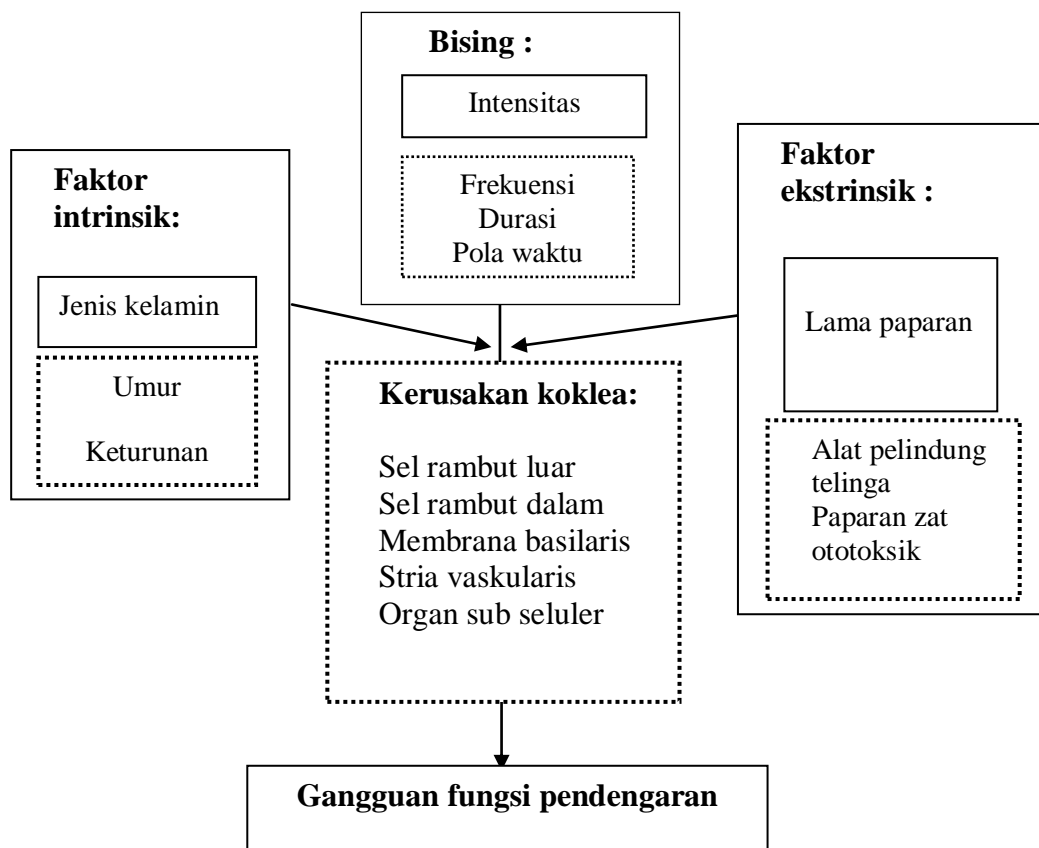 Bising :
Intensitas
Frekuensi
Durasi
Pola waktu
Faktor
intrinsik:
Jenis kelamin
Umur
Keturunan
Faktor
ekstrinsik :
Lama paparan
Alat pelindung
telinga
Paparan zat
ototoksik
Kerusakan koklea:
Sel rambut luar
Sel rambut dalam
Membrana basilaris
Stria vaskularis
Organ sub seluler
Gangguan fungsi pendengaran